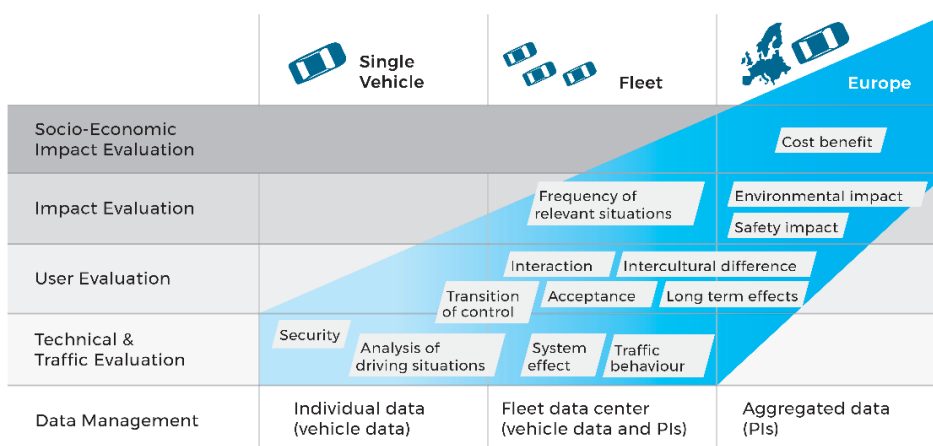 Single
Vehicle
Fleet
Europe
Socio-Economic
Impact Evaluation
Cost benefit
Impact Evaluation
Frequency of
relevant situations
Environmental impact
Safety impact
User Evaluation
Interaction
Intercultural difference
Transition
of control
Acceptance
Long term effects
Technical &
Traffic Evaluation
Security
Analysis of
driving situations
System
effect
Traffic
behaviour
Data Management
Individual data
(vehicle data)
Fleet data center
(vehicle data and PIs)
Aggregated data
(PIs)